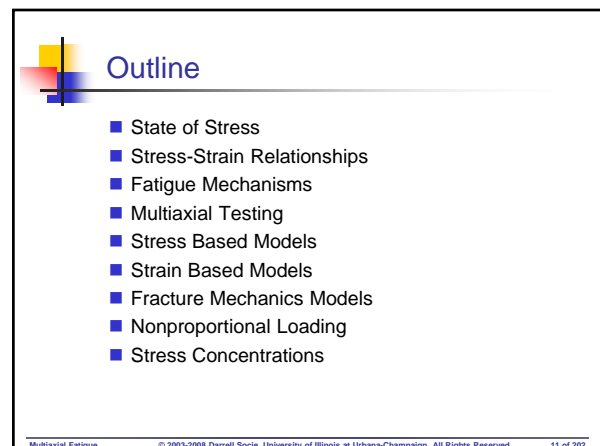 Outline
State of Stress
Stress-Strain Relationships
Fatigue Mechanisms
Multiaxial Testing
Stress Based Models
Strain Based Models
Fracture Mechanics Models
Nonproportional Loading
Stress Concentrations
Multiaxial Fatigue © 2003-2008 Darrell Socie, University of Illinois at Urbana-Champaign, All Rights Reserved 11 of 202